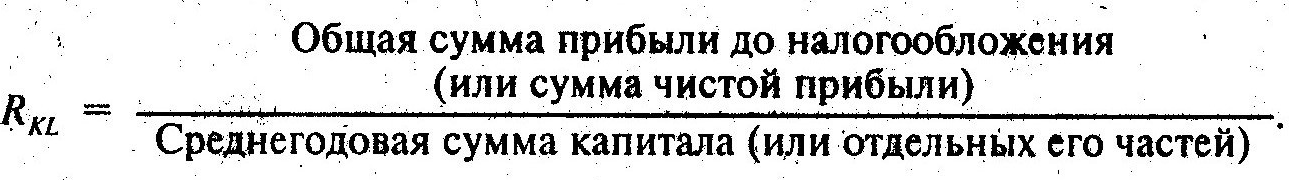 Общая сумма прибыли до налогообложения
(или сумма чистой прибыли)
R_KL =
Среднегодовая сумма капитала (или отдельных его частей).